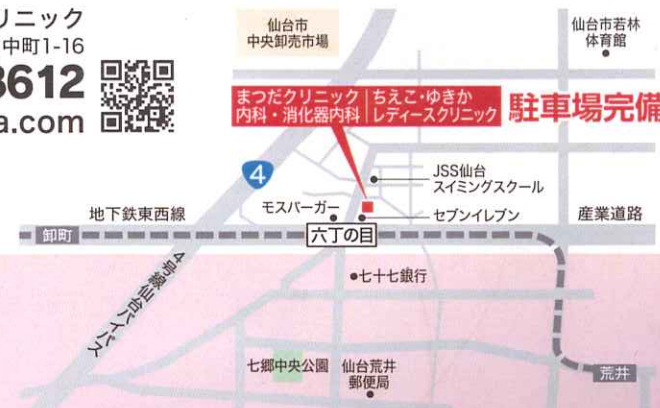 リニック
中町1-16
3612
a.com
仙台市
中央卸売市場
仙台市若林
体育館
まつだクリニック
内科・消化器内科
ちえこ・ゆきか
レディースクリニック
駐車場完備
4
JSS仙台
スイミングスクール
モスバーガー
セブンイレブン
地下鉄東西線
産業道路
卸町
六丁の目
4号線仙台バイパス
七十七銀行
七郷中央公園
仙台荒井
郵便局
荒井